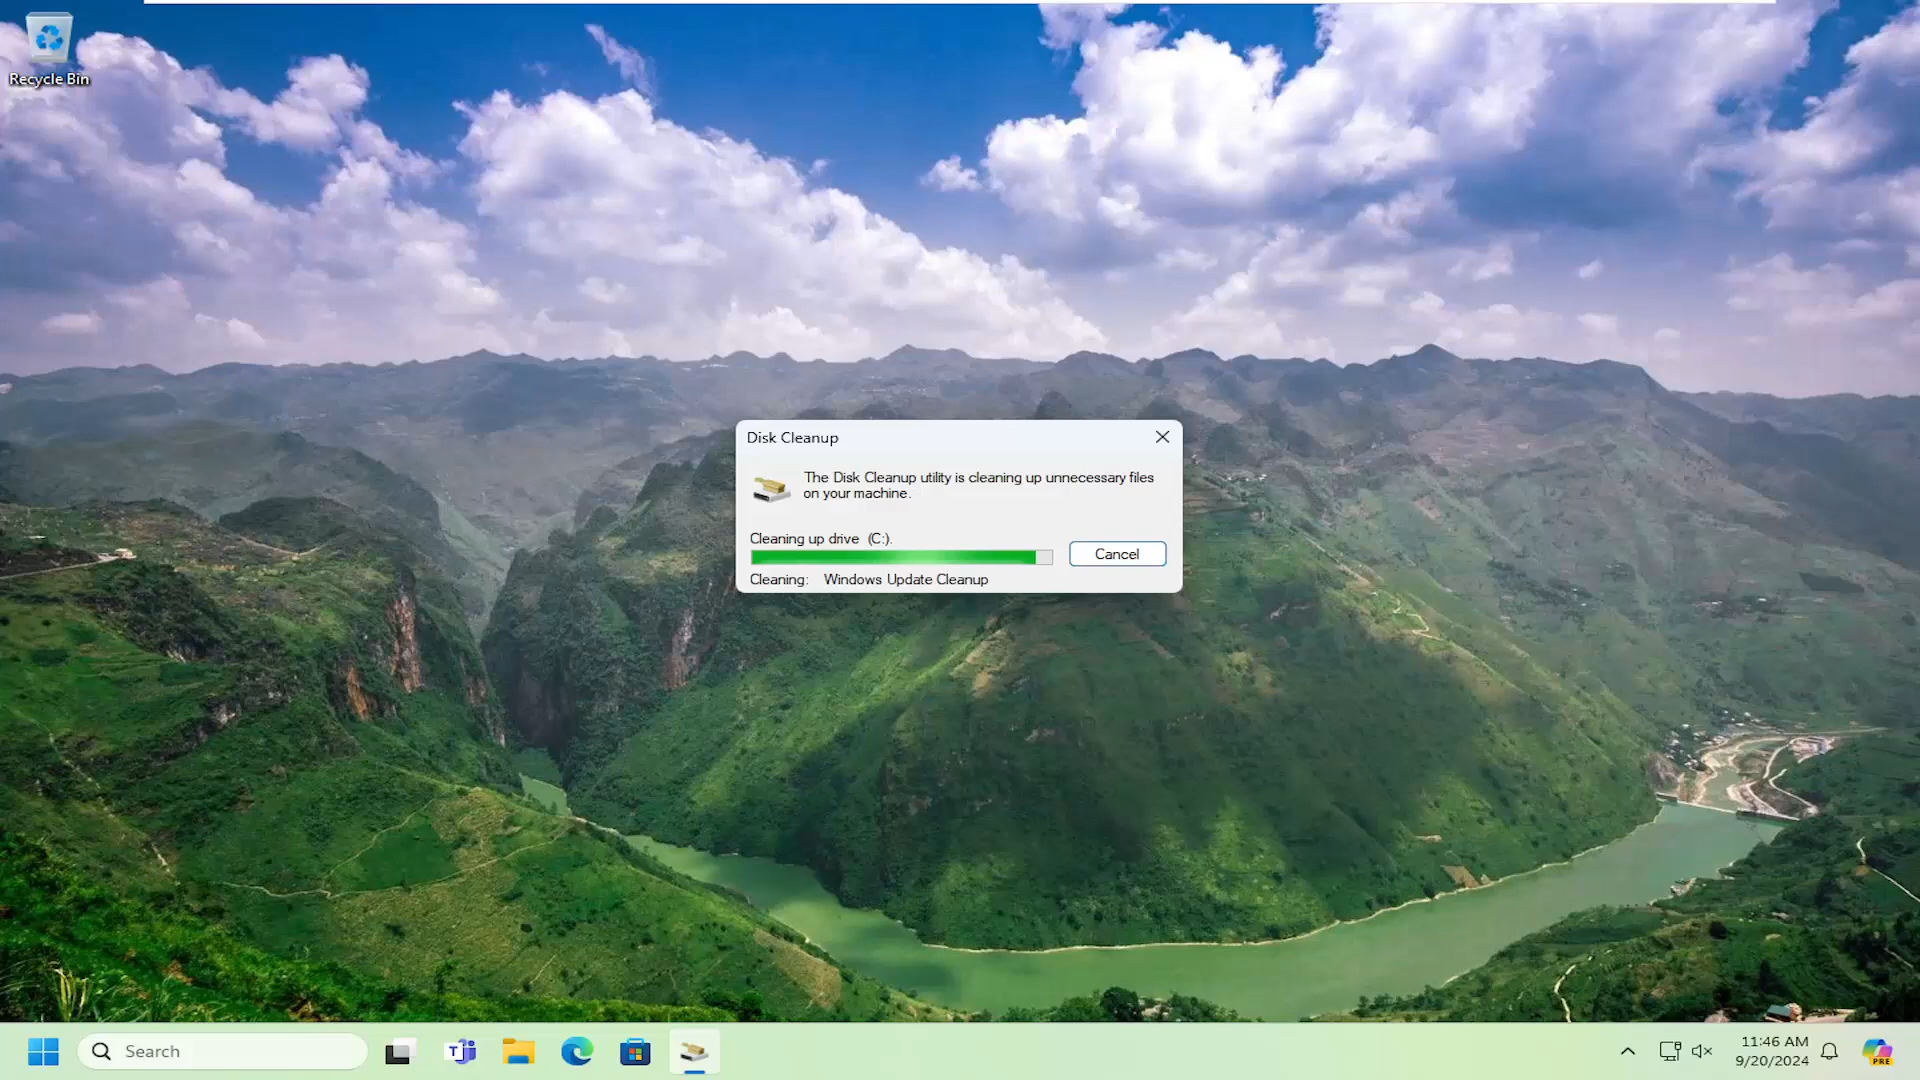 Recycle Bin
Disk Cleanup
The Disk Cleanup utility is cleaning up unnecessary files
on your machine.
Cleaning up drive (C:).
Cancel
Cleaning: Windows Update Cleanup
Search
T
11:46 AM
9/20/2024
PRE